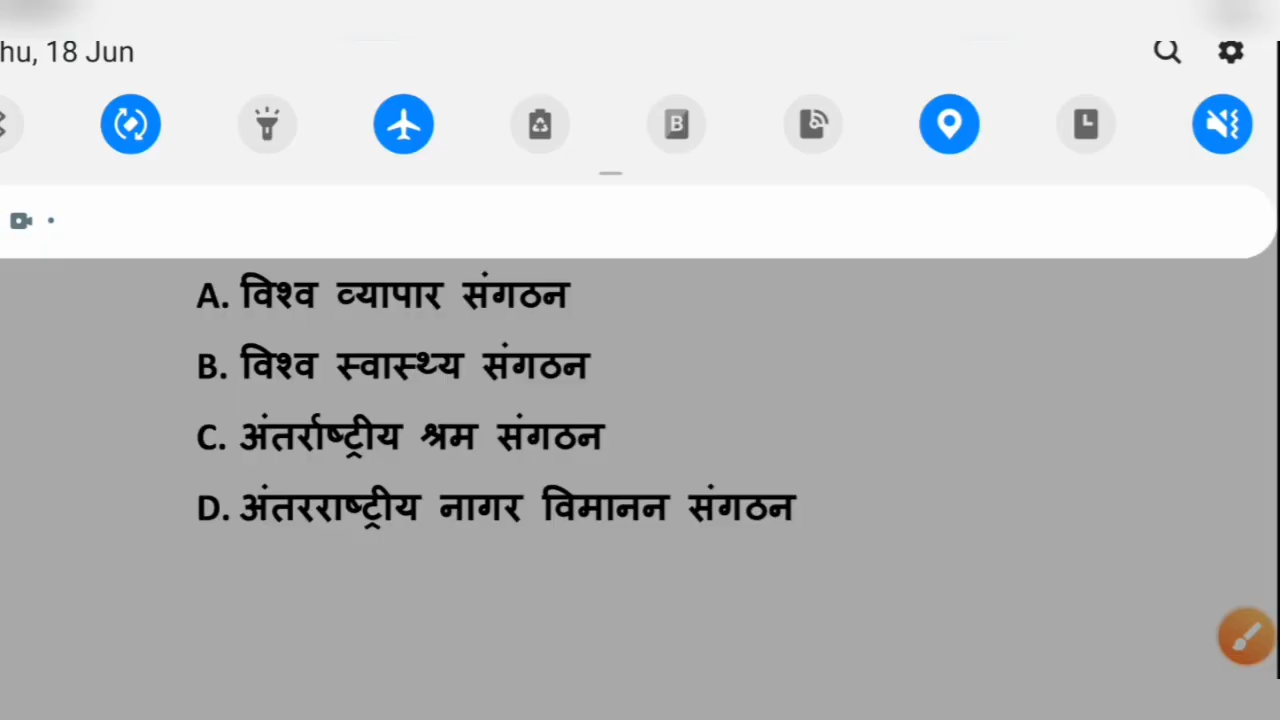 hu, 18 Jun
B
A. विश्व व्यापार संगठन
B. विश्व स्वास्थ्य संगठन
C. अंतर्राष्ट्रीय श्रम संगठन
D. अंतरराष्ट्रीय नागर विमानन संगठन